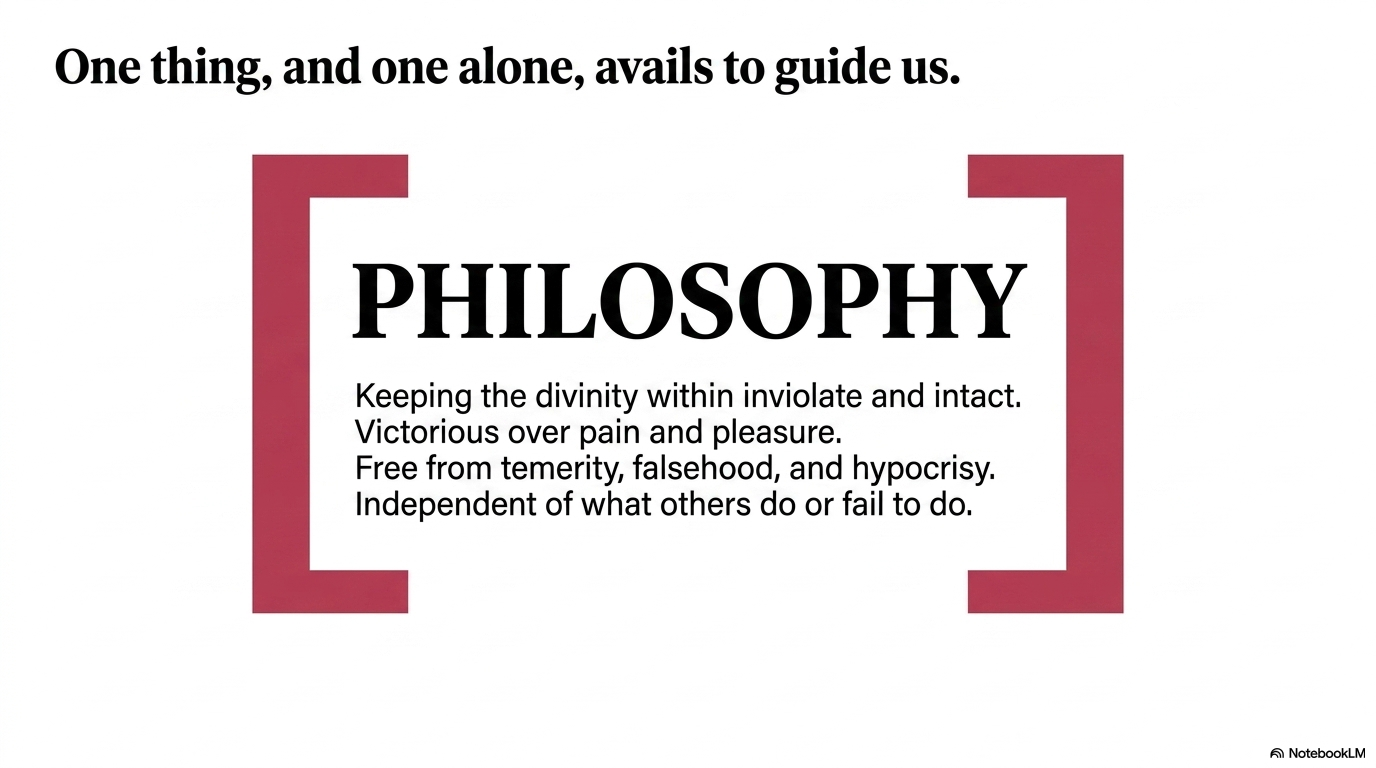 One thing, and one alone, avails to guide us.
PHILOSOPHY
Keeping the divinity within inviolate and intact.
Victorious over pain and pleasure.
Free from temerity, falsehood, and hypocrisy.
Independent of what others do or fail to do.
NotebookLM